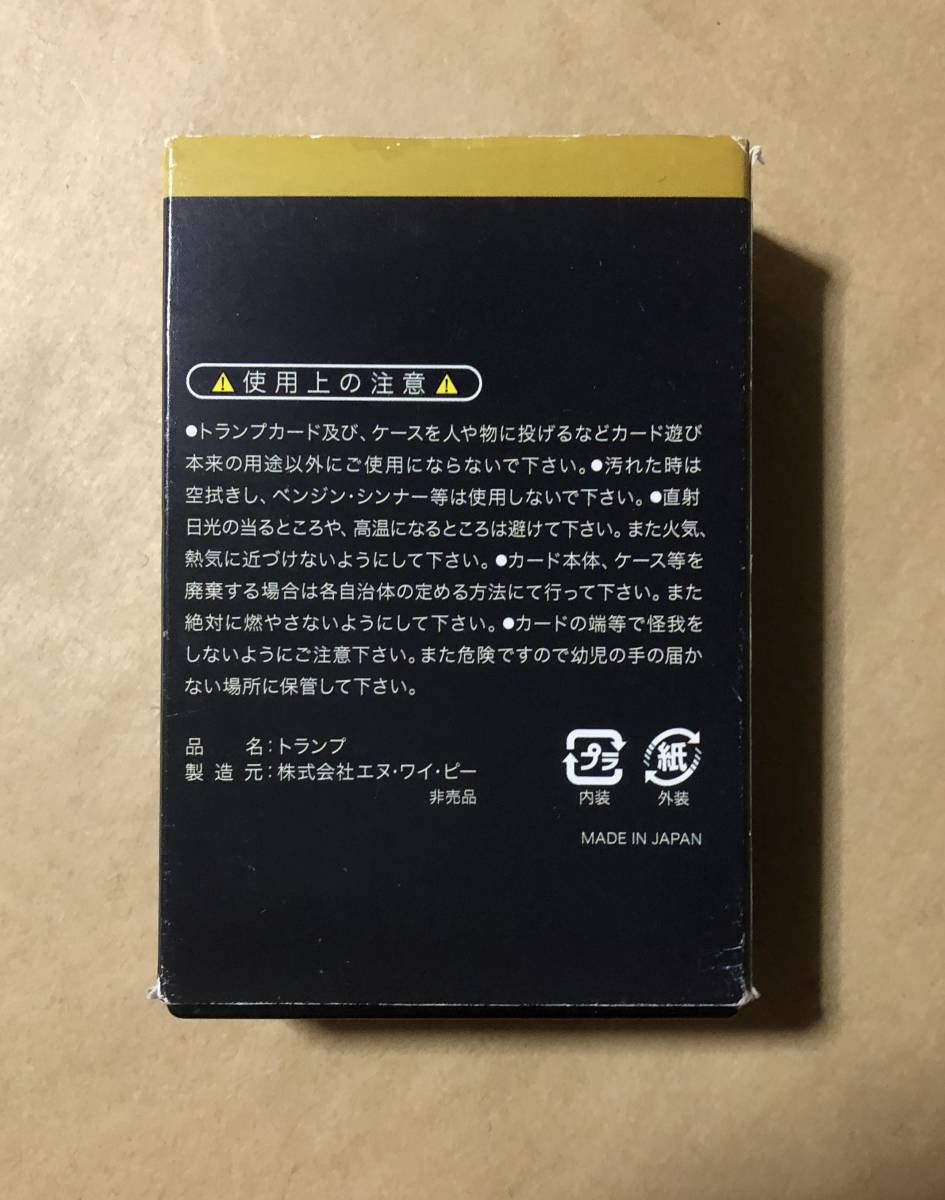 使用上の注意
●トランプカード及び、ケースを人や物に投げるなどカード遊び
本来の用途以外にご使用にならないで下さい。●汚れた時は
空拭きし、ベンジン・シンナー等は使用しないで下さい。●直射
日光の当るところや、高温になるところは避けて下さい。また火気、
熱気に近づけないようにして下さい。●カード本体、ケース等を
廃棄する場合は各自治体の定める方法にて行って下さい。また
絶対に燃やさないようにして下さい。●カードの端等で怪我を
しないようにご注意下さい。また危険ですので幼児の手の届か
ない場所に保管して下さい。
品　　名：トランプ
製 造 元：株式会社エヌ・ワイ・ピー
非売品
プラ
内装
紙
外装
MADE IN JAPAN